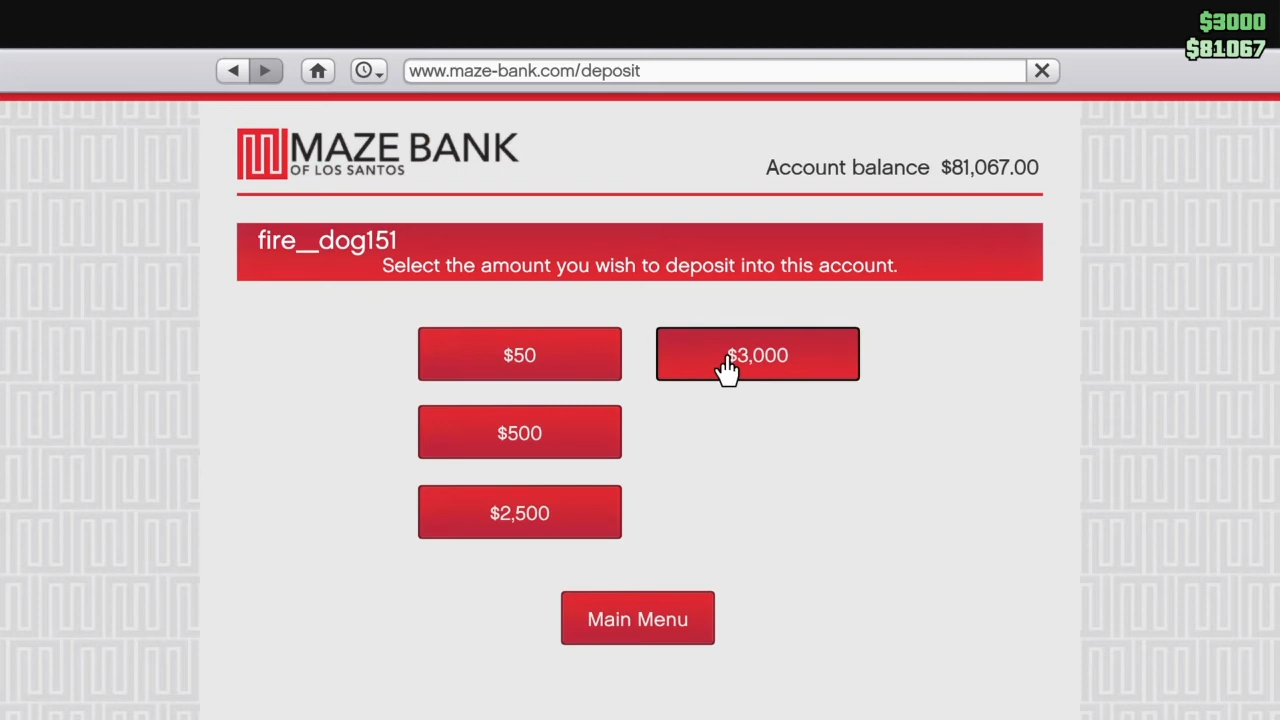 $3000
$81067
www.maze-bank.com/deposit
MAZE BANK
OF LOS SANTOS
Account balance $81,067.00
fire__dog151
Select the amount you wish to deposit into this account.
$50
$3,000
$500
$2,500
Main Menu